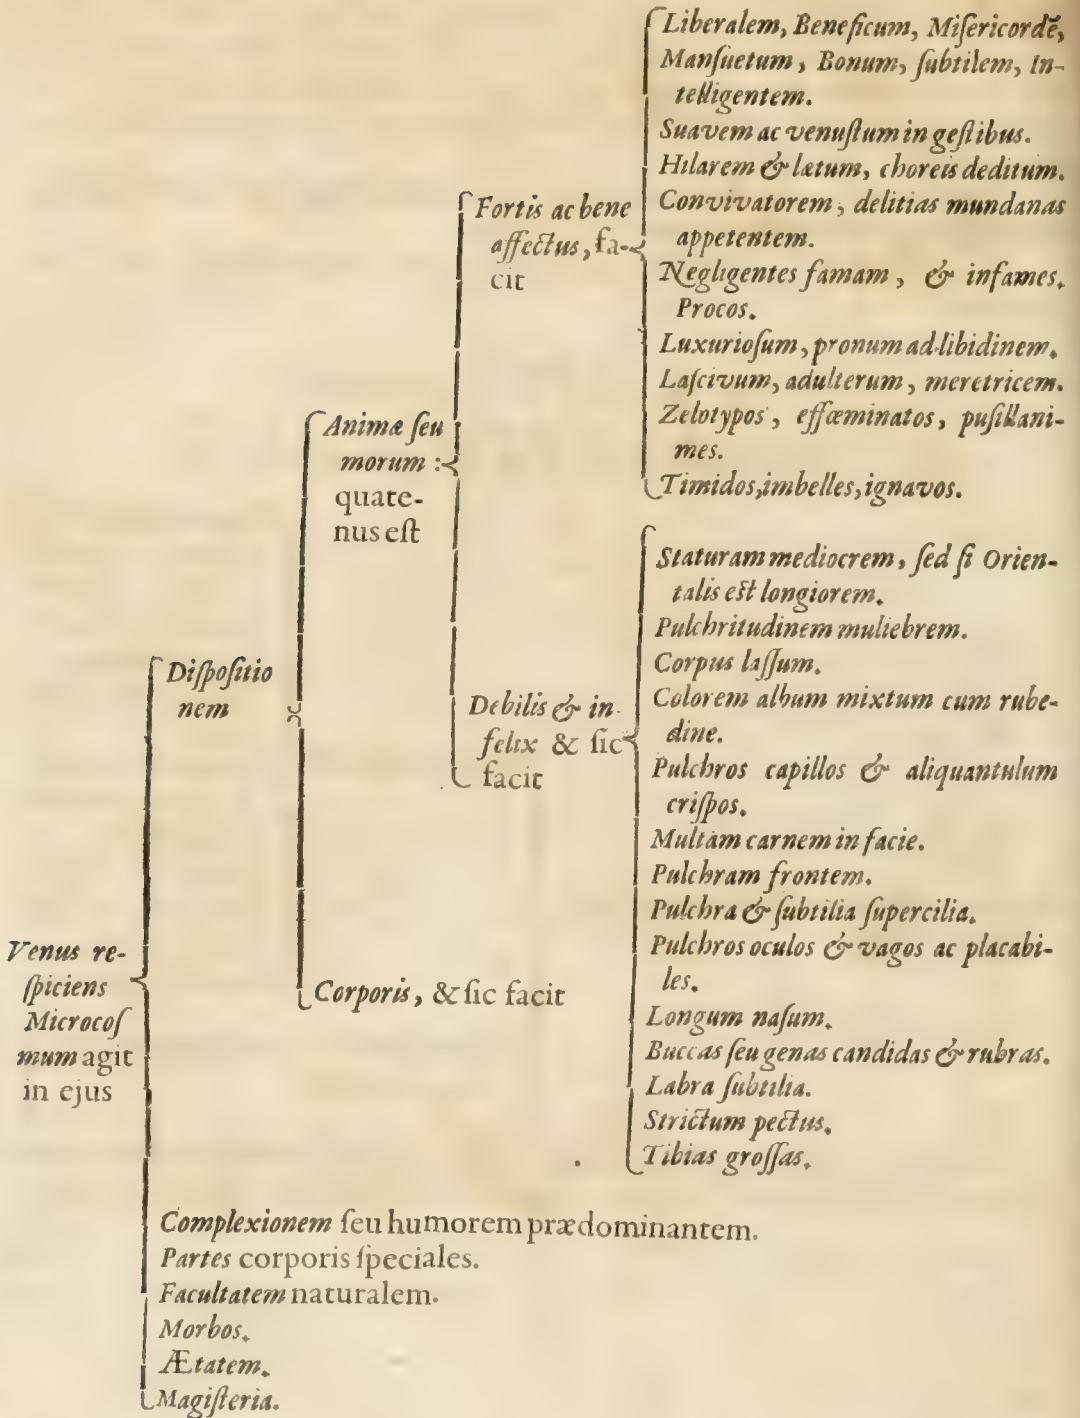 Venus re-
ſpiciens
Microcoſ
mum agit
in ejus
Diſpoſitio
nem
Animæ ſeu
morum :
quate-
nus eſt
Fortis ac bene
affectus, fa-
cit
Liberalem, Beneficum, Miſericordē,
Manſuetum, Bonum, ſubtilem, In-
telligentem.
Suavem ac venuſtum in geſtibus.
Hilarem & lætum, choreis deditum.
Convivatorem, delitias mundanas
appetentem.
Negligentes famam, & infames.
Procos.
Luxurioſum, pronum ad libidinem.
Laſcivum, adulterum, meretricem.
Zelotypos, effœminatos, puſillani-
mes.
Timidos, imbelles, ignavos.
Debilis & in-
felix & ſic
facit
Staturam mediocrem, ſed ſi Orien-
talis eſt longiorem.
Pulchritudinem muliebrem.
Corpus laſſum.
Colorem album mixtum cum rube-
dine.
Pulchros capillos & aliquantulum
criſpos.
Multam carnem in facie.
Pulchram frontem.
Pulchra & ſubtilia ſupercilia.
Pulchros oculos & vagos ac placabi-
les.
Longum naſum.
Buccas ſeu genas candidas & rubras.
Labra ſubtilia.
Strictum pectus.
Tibias groſſas.
Corporis, & ſic facit
Complexionem ſeu humorem prædominantem.
Partes corporis ſpeciales.
Facultatem naturalem.
Morbos.
Ætatem.
Magiſteria.